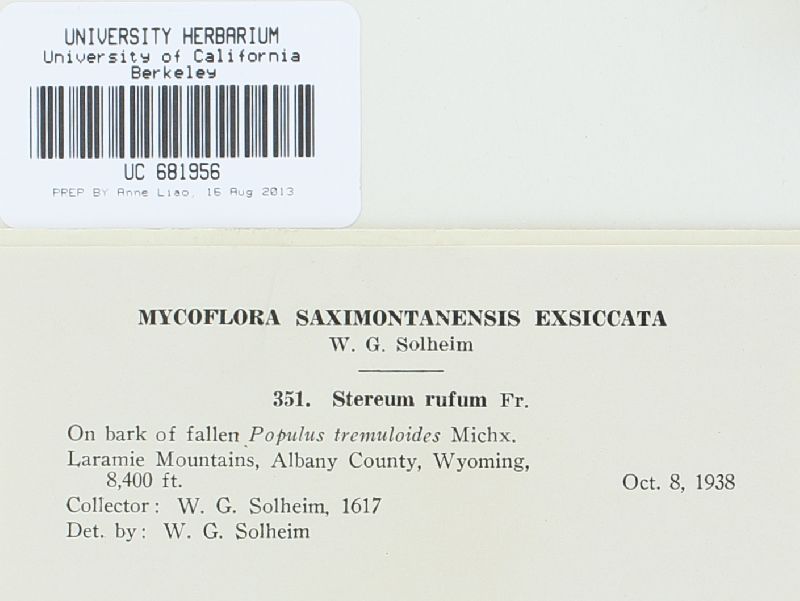 UNIVERSITY HERBARIUM
University of California
Berkeley
UC 681956
PREP BY Anne Liao, 16 Aug 2013
MYCOFLORA SAXIMONTANENSIS EXSICCATA
W. G. Solheim
351. Stereum rufum Fr.
On bark of fallen Populus tremuloides Michx.
Laramie Mountains, Albany County, Wyoming,
8,400 ft. Oct. 8, 1938
Collector: W. G. Solheim, 1617
Det. by: W. G. Solheim